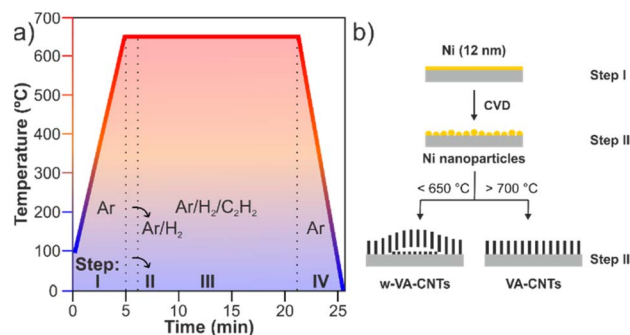 a)
700
600
500
400
300
200
100
0
Temperature (ºC)
Ar
Ar/H₂
Ar/H₂/C₂H₂
Ar
Step:
I
II
III
IV
0
5
10
15
20
25
Time (min)
b)
Ni (12 nm)
Step I
CVD
Step II
Ni nanoparticles
< 650 °C
> 700 °C
Step II
w-VA-CNTs
VA-CNTs